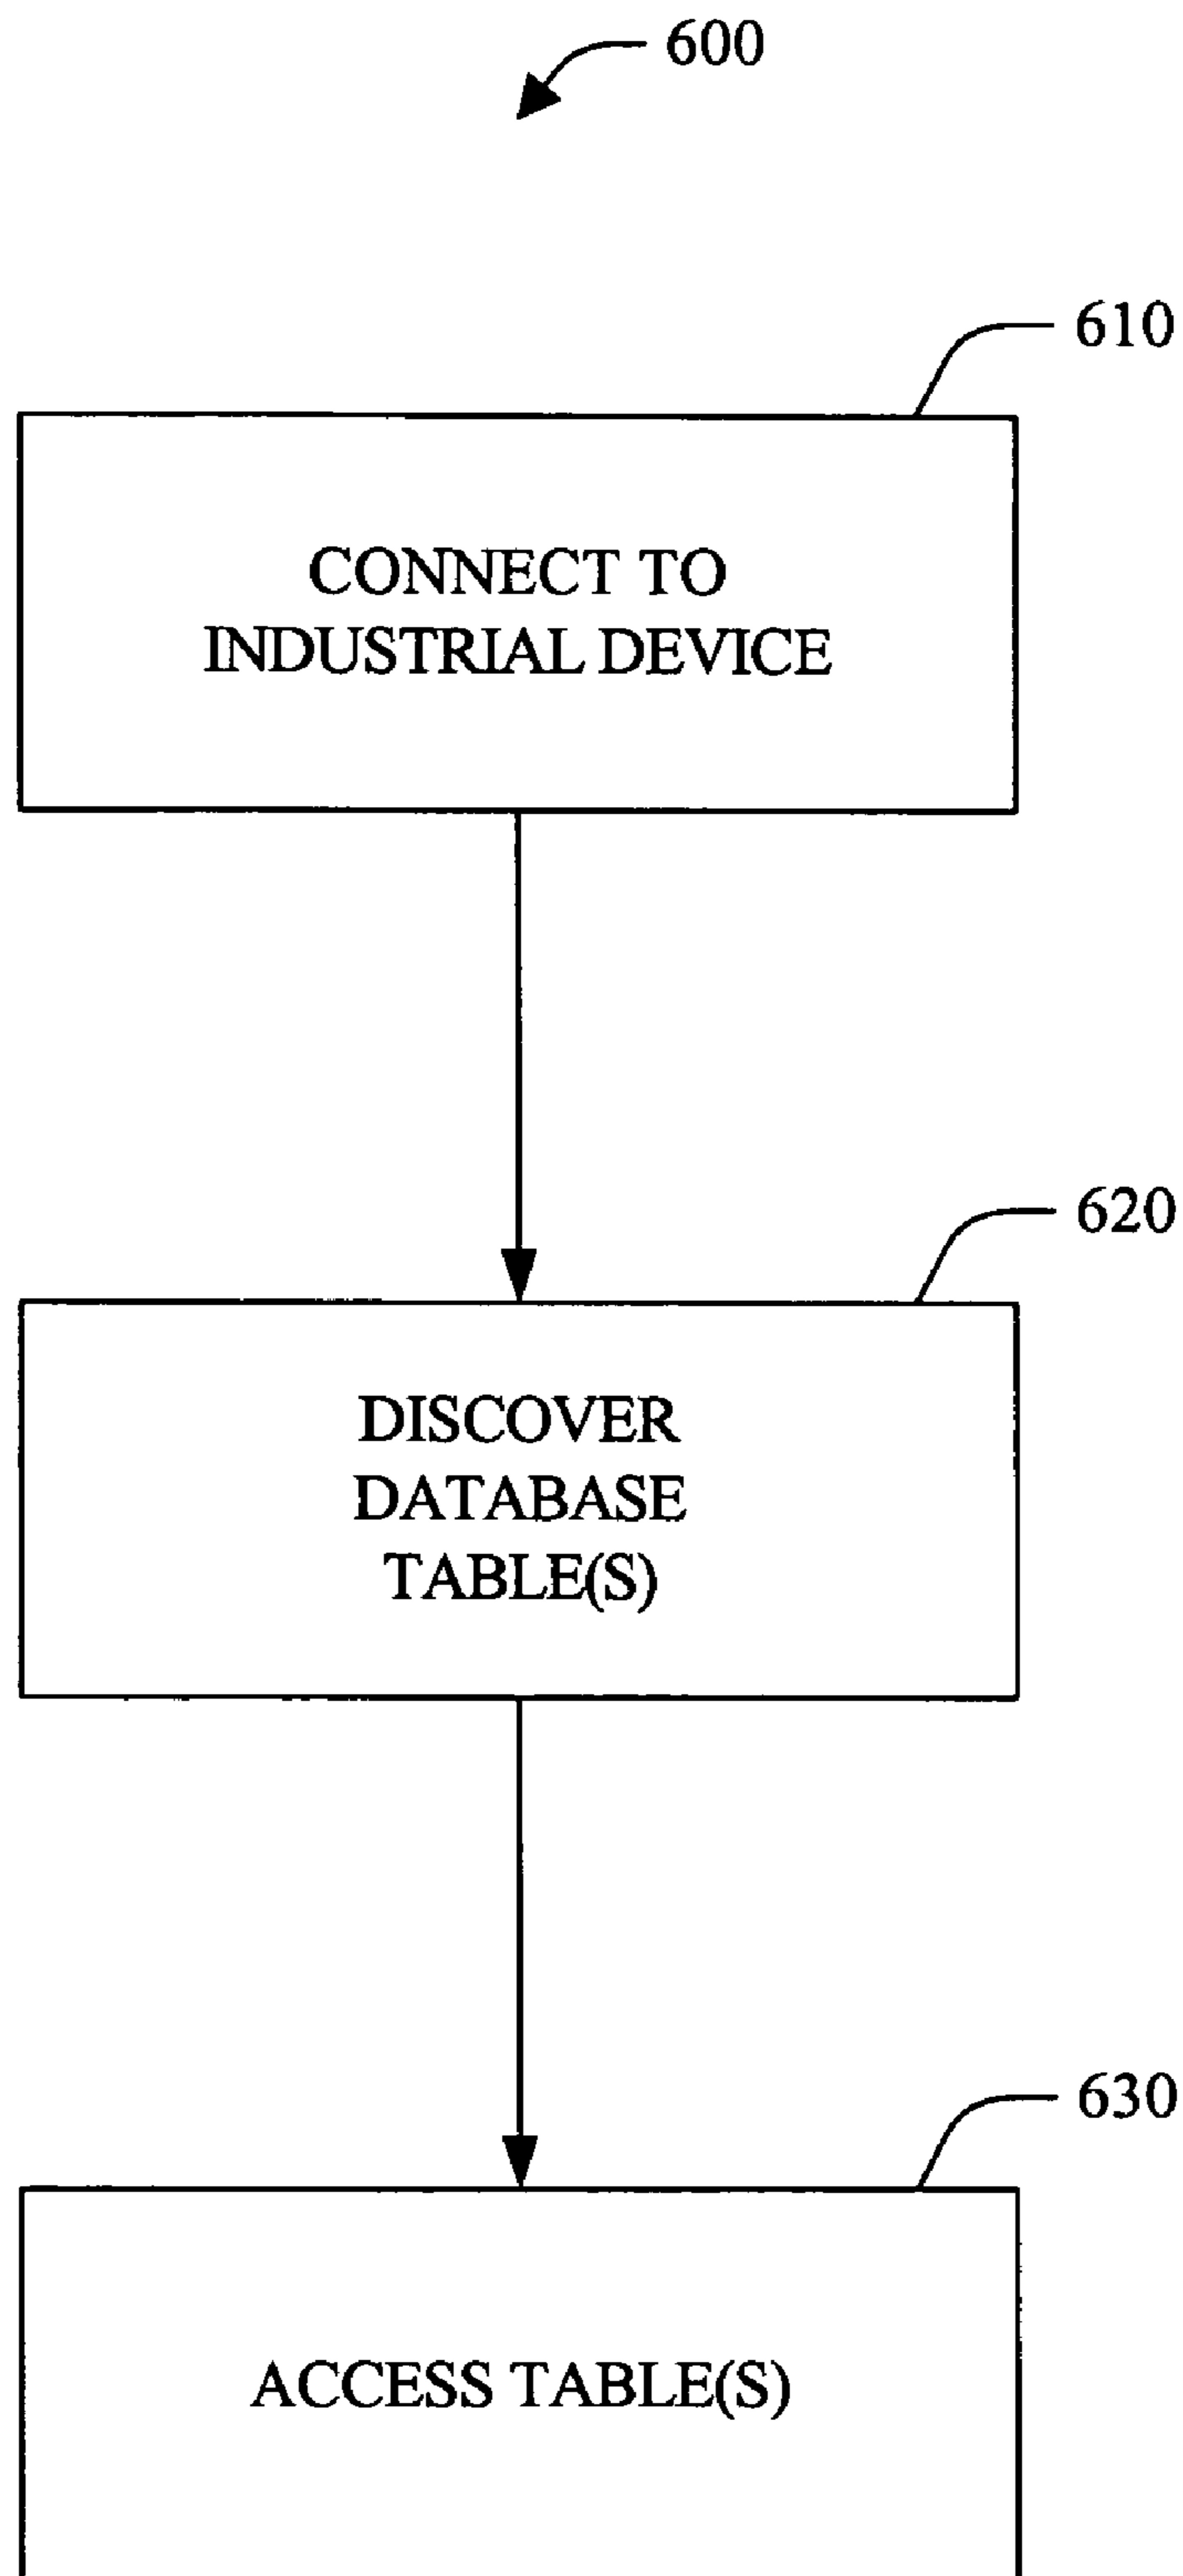 600
610
CONNECT TO
INDUSTRIAL DEVICE
620
DISCOVER
DATABASE
TABLE(S)
630
ACCESS TABLE(S)